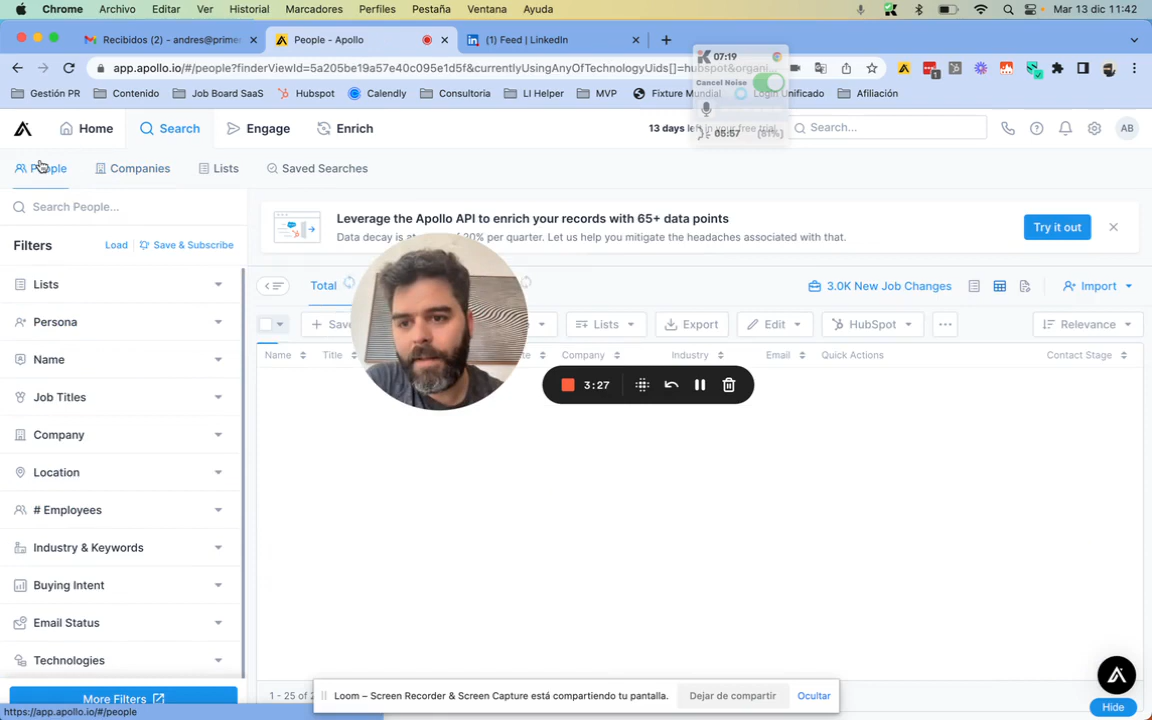 Chrome Archivo Editar Ver Historial Marcadores Perfiles Pestaña Ventana Ayuda Mar 13 dic 11:42
Recibidos (2) - andres@prime People - Apollo (1) Feed | LinkedIn
app.apollo.io/#/people?finderViewId=5a205be19a57e40c095e1d5f&currentlyUsingAnyOfTechnologyUids[]=hubspot&organi
07:19
Cancel Noise
05:57 (81%)
Gestión PR Contenido Job Board SaaS Hubspot Calendly Consultoria LI Helper MVP Fixture Mundial Login Unificado Afiliación
Home Search Engage Enrich 13 days left in your free trial Search... AB
People Companies Lists Saved Searches
Search People...
Filters Load Save & Subscribe
Lists
Persona
Name
Job Titles
Company
Location
# Employees
Industry & Keywords
Buying Intent
Email Status
Technologies
More Filters
https://app.apollo.io/#/people
Leverage the Apollo API to enrich your records with 65+ data points
Data decay is at 20% per quarter. Let us help you mitigate the headaches associated with that.
Try it out
Total 3.0K New Job Changes Import
Lists Export Edit HubSpot ... Relevance
Name Title Company Industry Email Quick Actions Contact Stage
3:27
1 - 25 of 2
Loom – Screen Recorder & Screen Capture está compartiendo tu pantalla. Dejar de compartir Ocultar
Hide